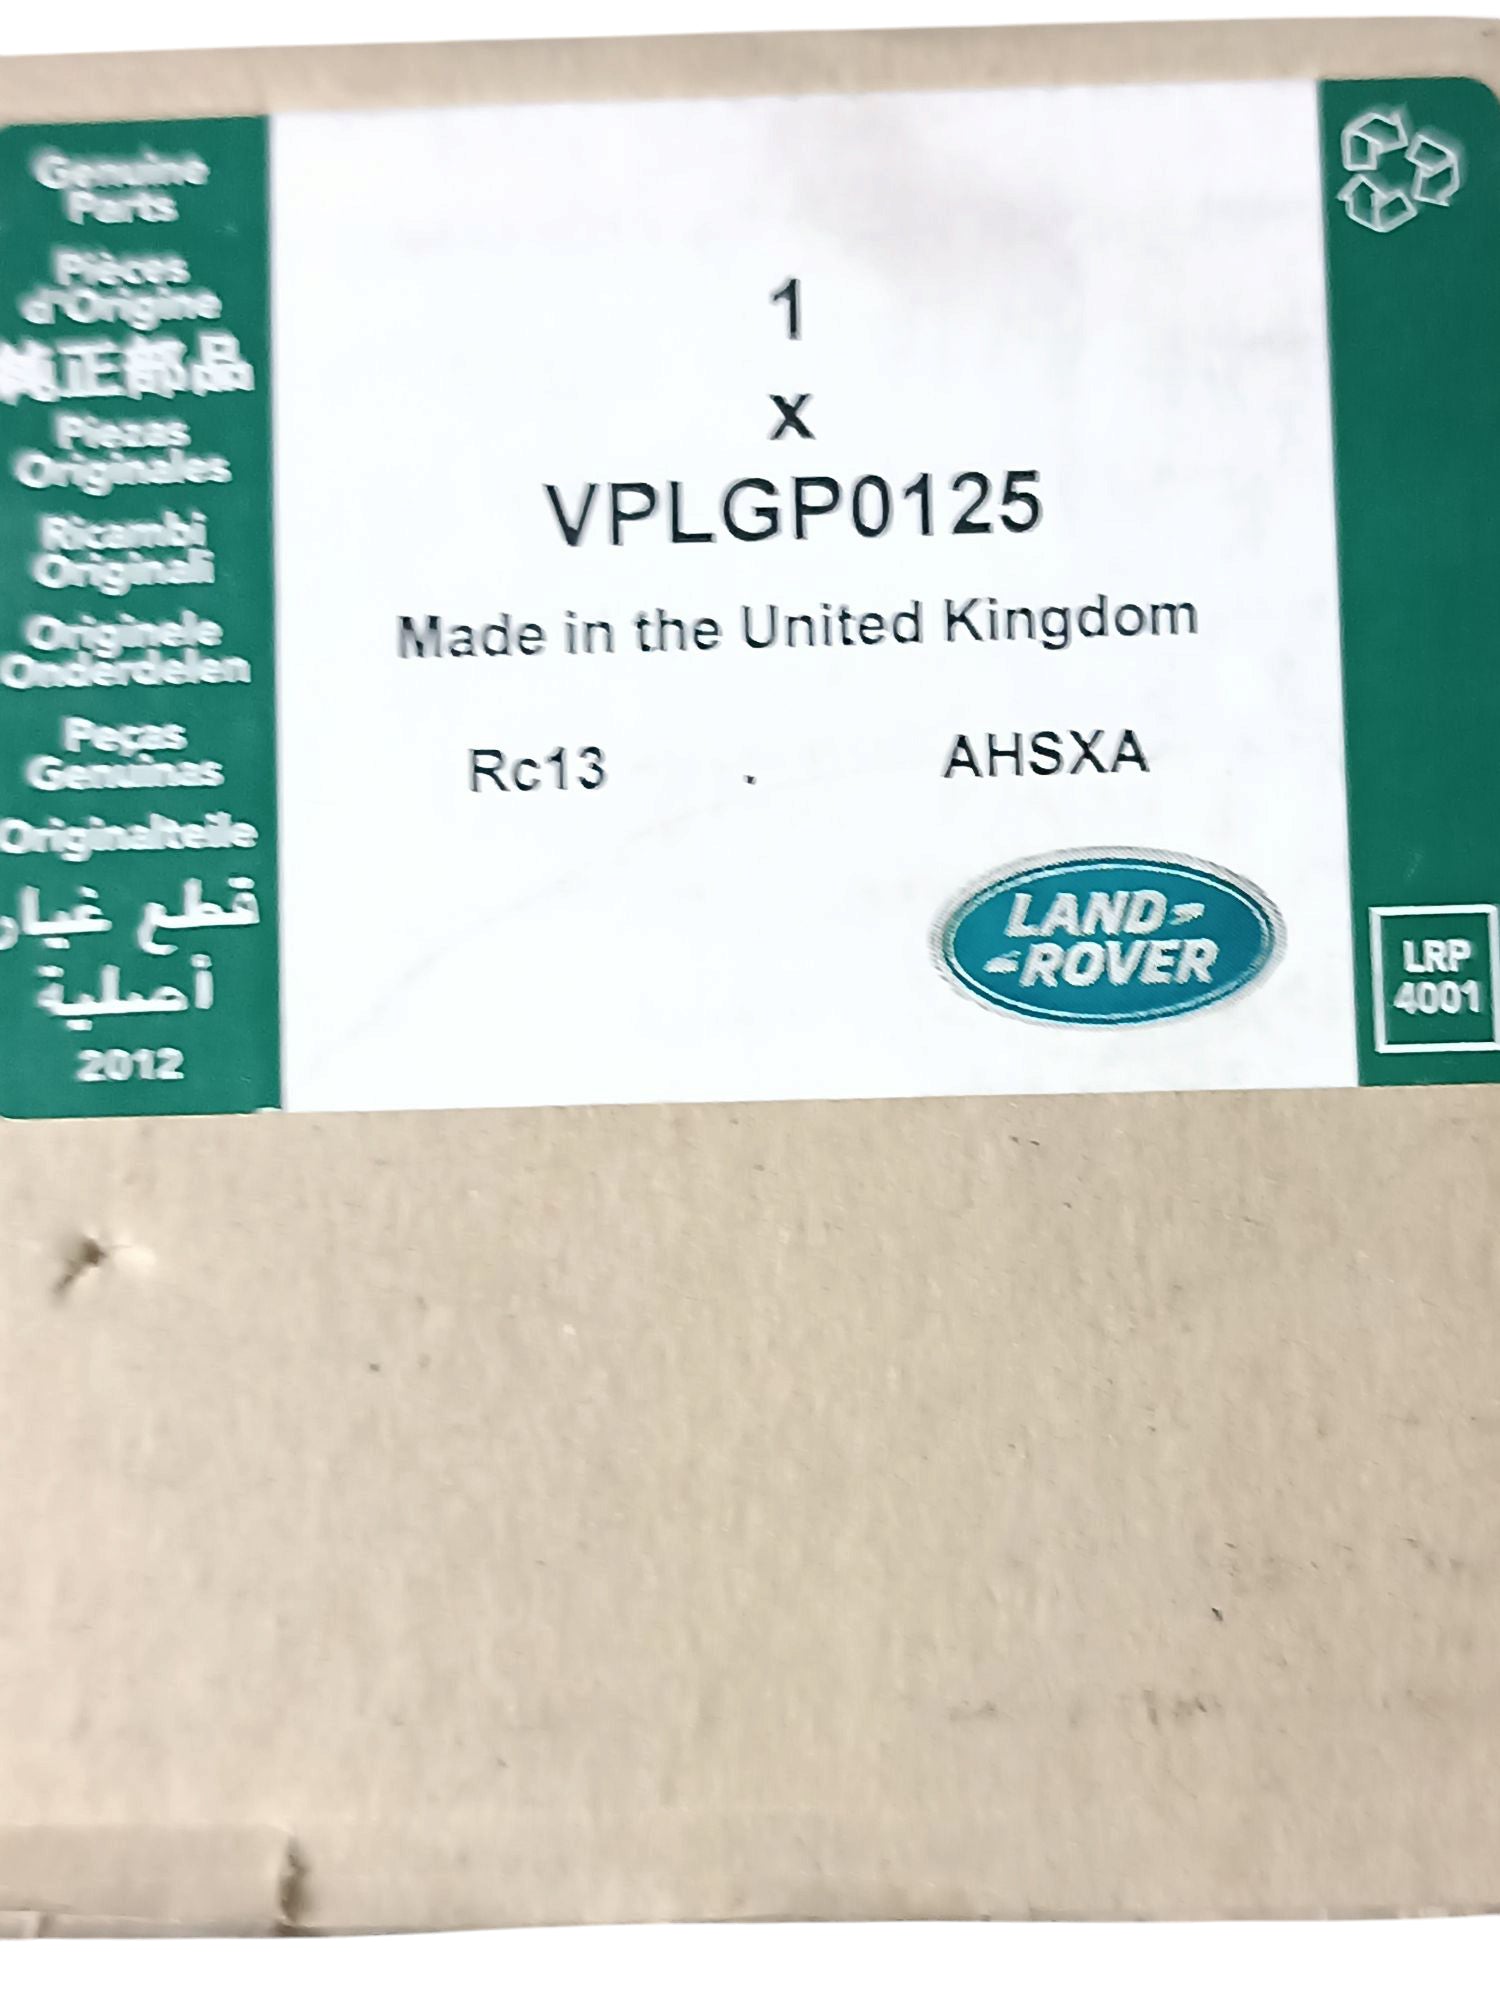 Genuine
Parts
Pièces
d'Origine
純正部品
Piezas
Originales
Ricambi
Originali
Originele
Onderdelen
Peças
Genuinas
Originalteile
قطع غيار
أصلية
2012
1
x
VPLGP0125
Made in the United Kingdom
Rc13 . AHSXA
LAND
ROVER
LRP
4001